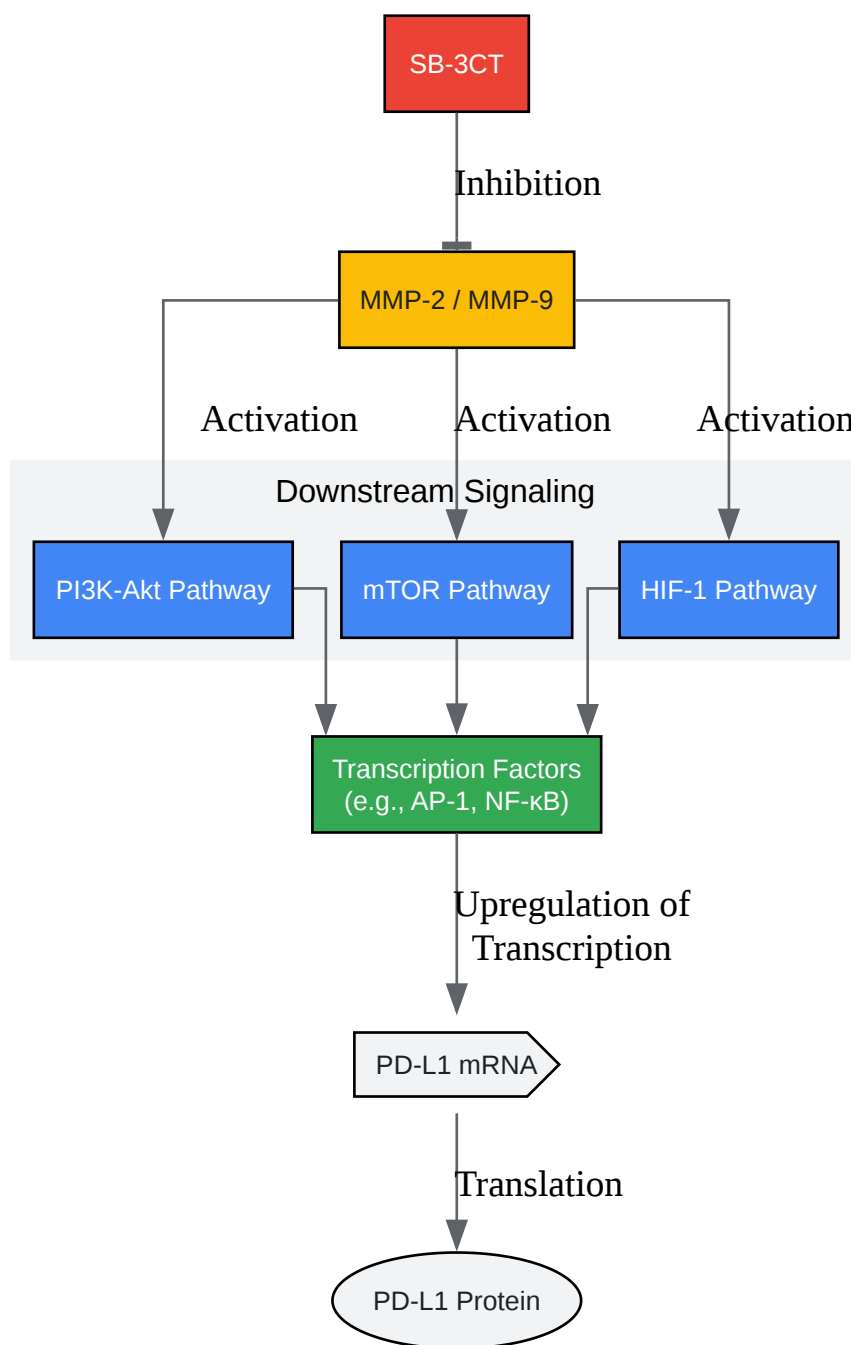 SB-3CT
Inhibition
MMP-2 / MMP-9
Activation
Activation
Activation
Downstream Signaling
PI3K-Akt Pathway
mTOR Pathway
HIF-1 Pathway
Transcription Factors
(e.g., AP-1, NF-κB)
Upregulation of
Transcription
PD-L1 mRNA
Translation
PD-L1 Protein